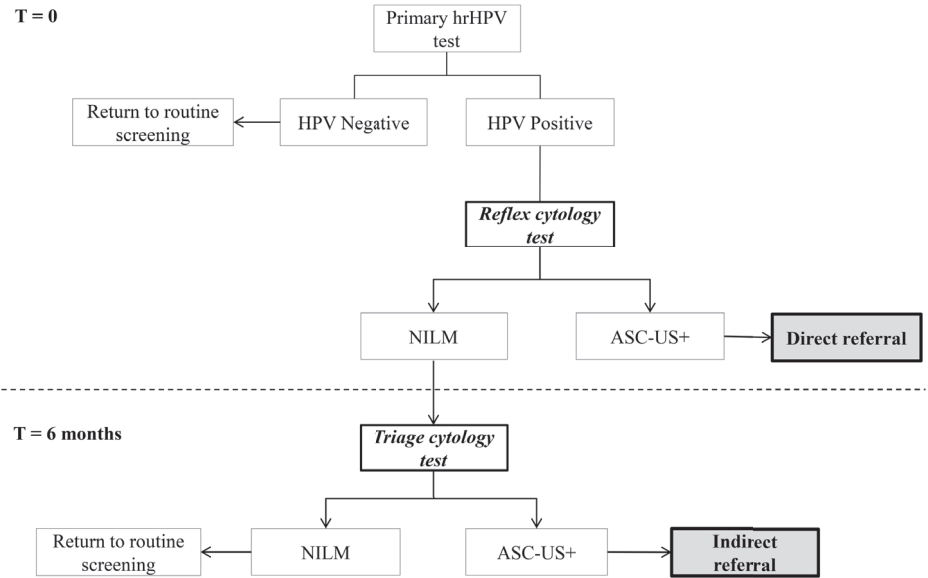 T = 0
Primary hrHPV
test
Return to routine
screening
HPV Negative
HPV Positive
Reflex cytology
test
NILM
ASC-US+
Direct referral
T = 6 months
Triage cytology
test
Return to routine
screening
NILM
ASC-US+
Indirect
referral